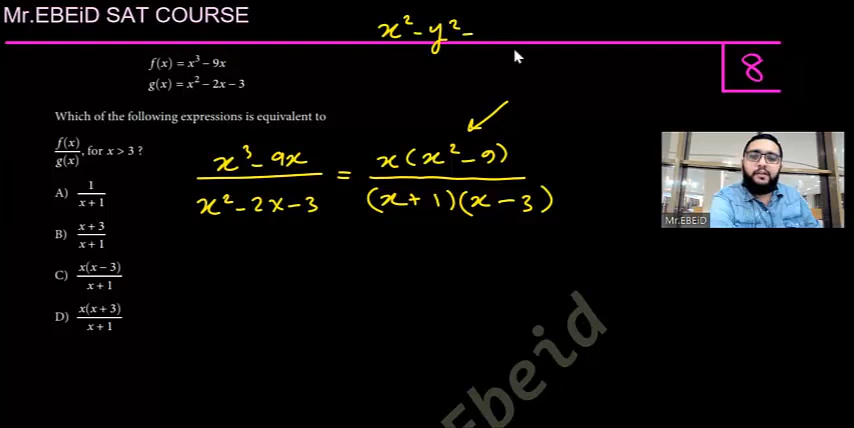 Mr.EBEiD SAT COURSE
x² - y² =
8
f(x) = x³ − 9x
g(x) = x² − 2x − 3
Which of the following expressions is equivalent to
f(x)/g(x), for x > 3 ?
A) 1/(x + 1)
B) (x + 3)/(x + 1)
C) x(x − 3)/(x + 1)
D) x(x + 3)/(x + 1)
(x³ - 9x)/(x² - 2x - 3) = x(x² - 9)/((x + 1)(x - 3))
Mr.EBEiD
Ebeid